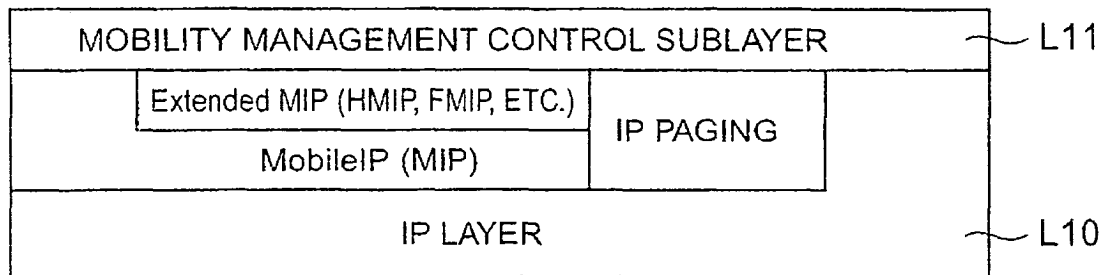 MOBILITY MANAGEMENT CONTROL SUBLAYER
L11
Extended MIP (HMIP, FMIP, ETC.)
IP PAGING
MobileIP (MIP)
IP LAYER
L10